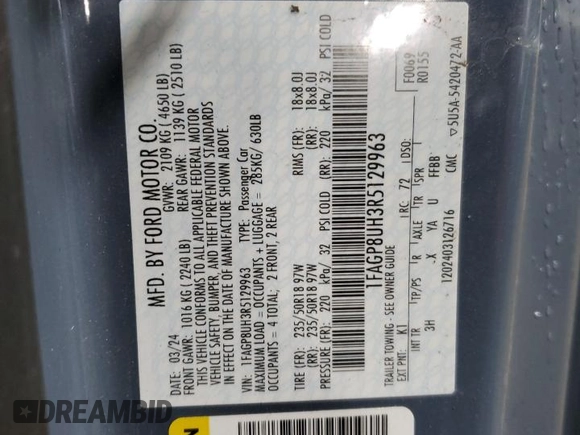 MFD. BY FORD MOTOR CO.
DATE: 03/24 GVWR: 2109 KG ( 4650 LB)
FRONT GAWR: 1016 KG ( 2240 LB) REAR GAWR: 1139 KG ( 2510 LB)
THIS VEHICLE CONFORMS TO ALL APPLICABLE FEDERAL MOTOR
VEHICLE SAFETY, BUMPER, AND THEFT PREVENTION STANDARDS
IN EFFECT ON THE DATE OF MANUFACTURE SHOWN ABOVE.
VIN: 1FAGP8UH3R5129963 TYPE: Passenger Car
MAXIMUM LOAD = OCCUPANTS + LUGGAGE = 285KG/ 630LB
OCCUPANTS = 4 TOTAL; 2 FRONT, 2 REAR
TIRE (FR): 235/50R18 97W RIMS (FR): 18x8.0J
(RR): 235/50R18 97W (RR): 18x8.0J
PRESSURE (FR): 220 kPa/ 32 PSI COLD (RR): 220 kPa/ 32 PSI COLD
1FAGP8UH3R5129963
F0069
R0155
TRAILER TOWING - SEE OWNER GUIDE
EXT PNT: K1 RC: 72 DSO:
INT TR TP/PS R AXLE TR SPR
3H -X YA U FFBB
1202403126716 CMC ▽5U5A-5420472-AA
N
DREAMBID